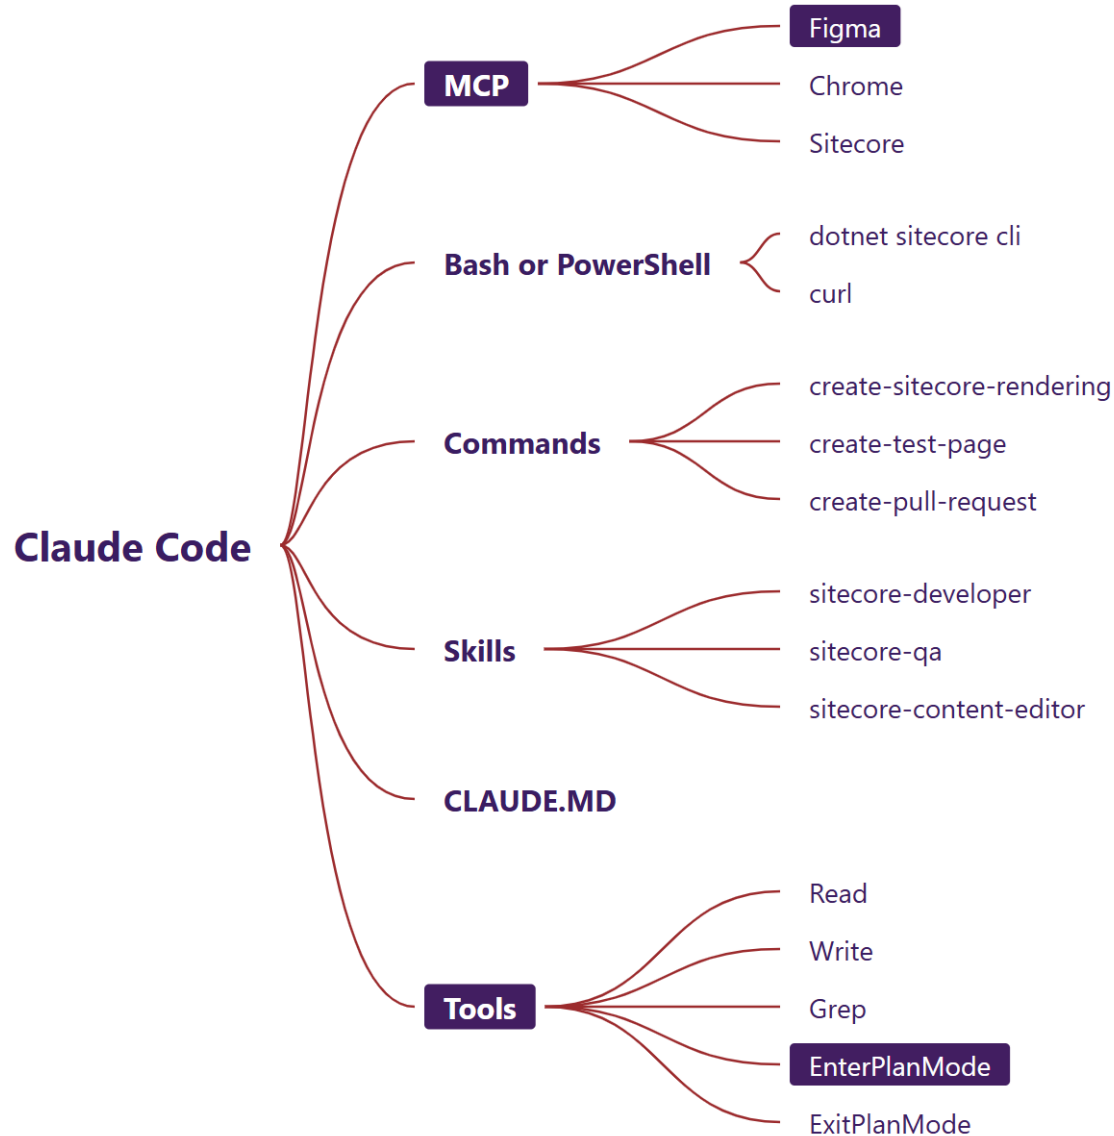 Claude Code
MCP
Figma
Chrome
Sitecore
Bash or PowerShell
dotnet sitecore cli
curl
Commands
create-sitecore-rendering
create-test-page
create-pull-request
Skills
sitecore-developer
sitecore-qa
sitecore-content-editor
CLAUDE.MD
Tools
Read
Write
Grep
EnterPlanMode
ExitPlanMode